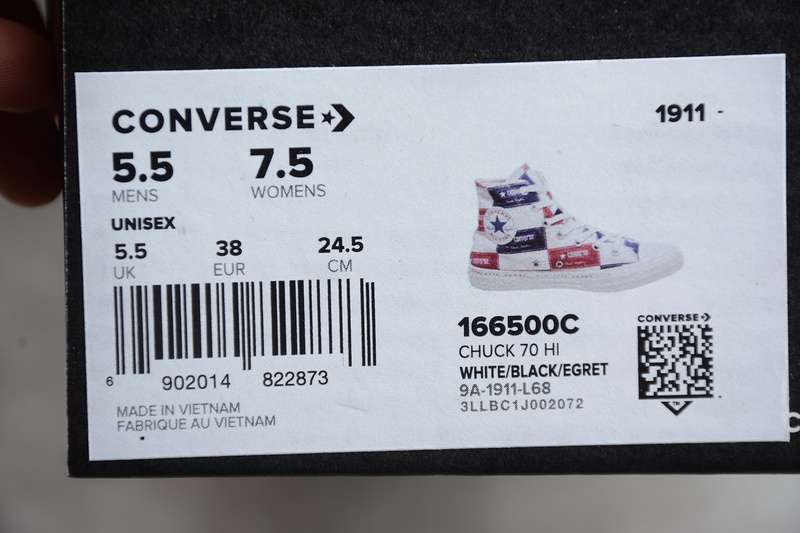 CONVERSE
1911 -
5.5 7.5
MENS WOMENS
UNISEX
5.5 38 24.5
UK EUR CM
6 902014 822873
MADE IN VIETNAM
FABRIQUE AU VIETNAM
166500C
CHUCK 70 HI
WHITE/BLACK/EGRET
9A-1911-L68
3LLBC1J002072
CONVERSE